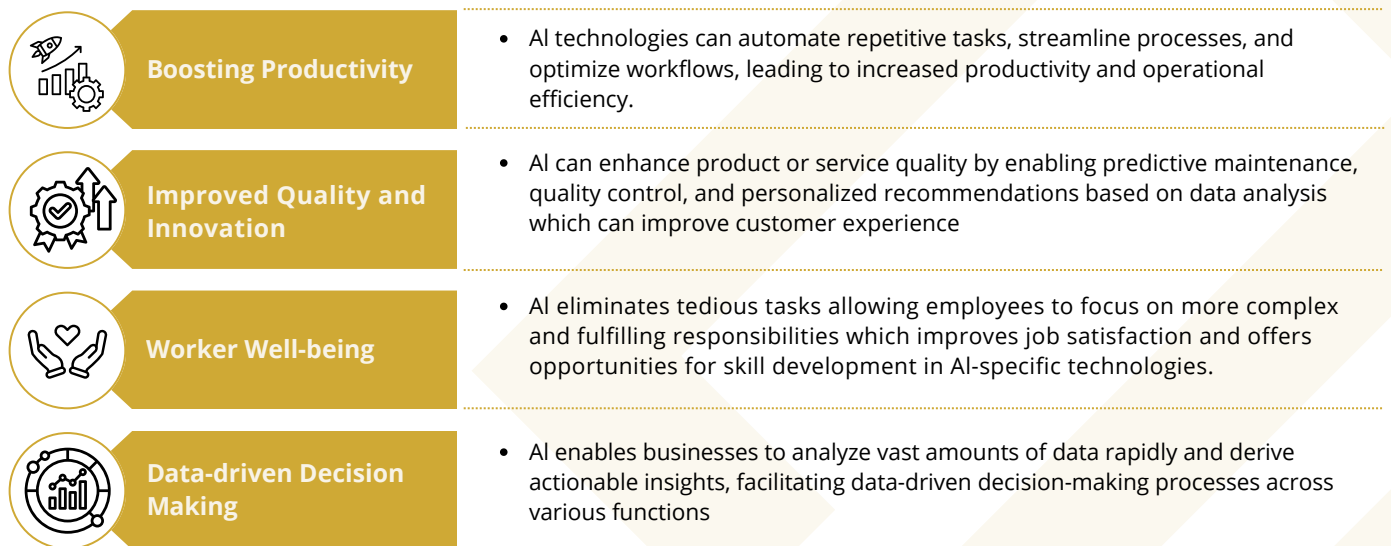 Boosting Productivity
• AI technologies can automate repetitive tasks, streamline processes, and
optimize workflows, leading to increased productivity and operational
efficiency.
Improved Quality and
Innovation
• AI can enhance product or service quality by enabling predictive maintenance,
quality control, and personalized recommendations based on data analysis
which can improve customer experience
Worker Well-being
• AI eliminates tedious tasks allowing employees to focus on more complex
and fulfilling responsibilities which improves job satisfaction and offers
opportunities for skill development in AI-specific technologies.
Data-driven Decision
Making
• AI enables businesses to analyze vast amounts of data rapidly and derive
actionable insights, facilitating data-driven decision-making processes across
various functions